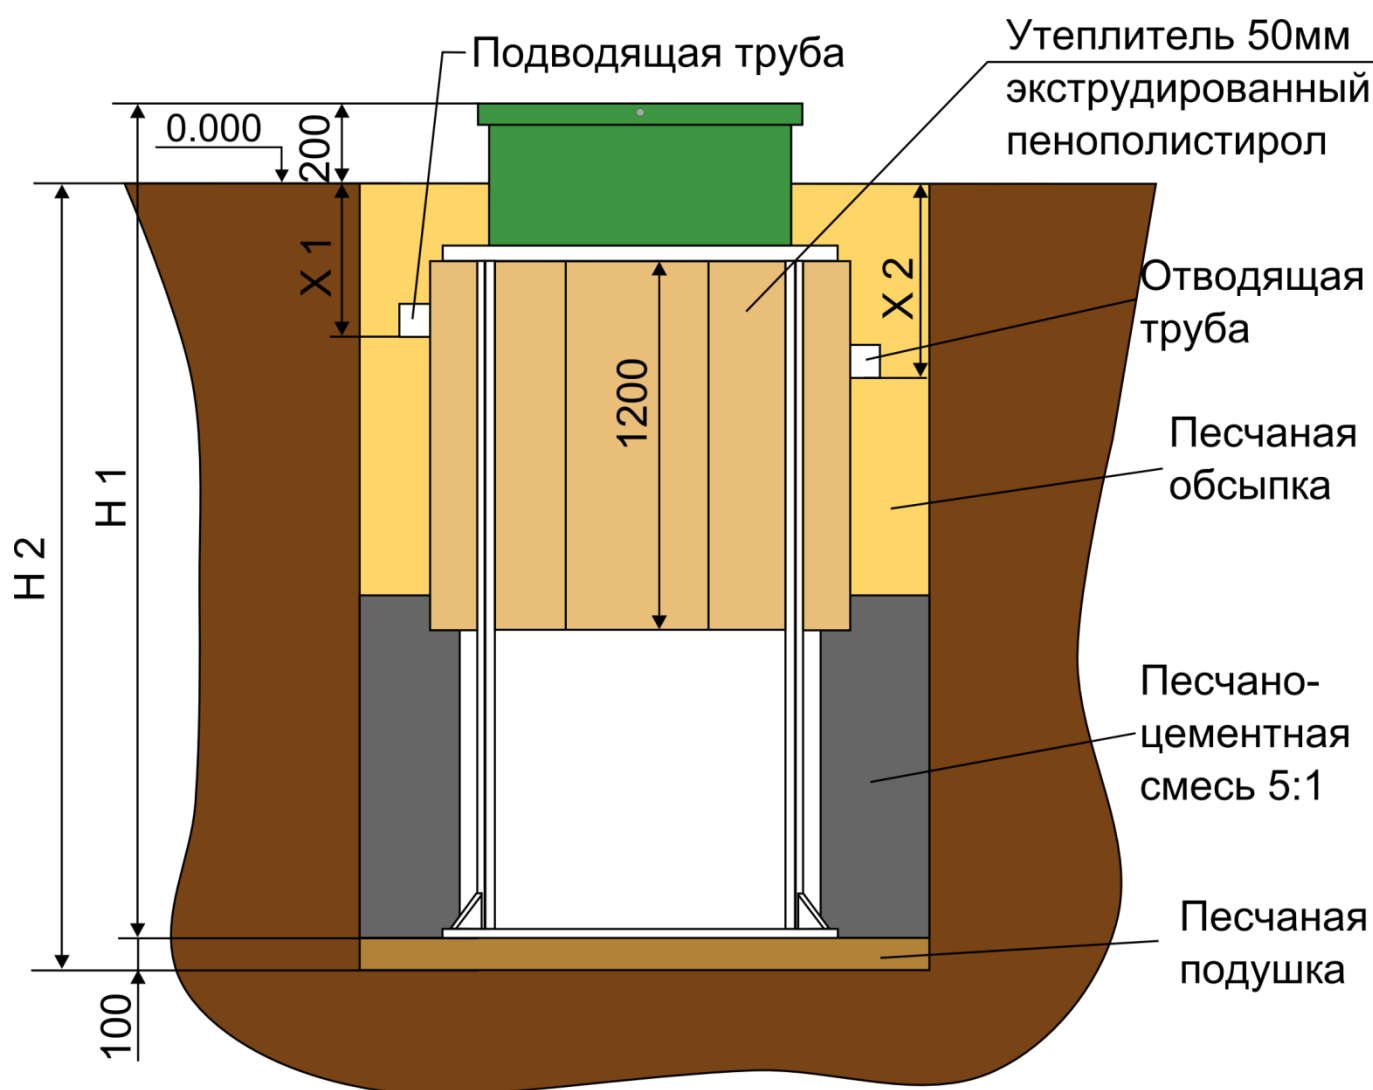 Подводящая труба
Утеплитель 50мм
экструдированный
пенополистирол
0.000
200
X 1
X 2
Отводящая
труба
1200
H 1
H 2
Песчаная
обсыпка
Песчано-
цементная
смесь 5:1
Песчаная
подушка
100